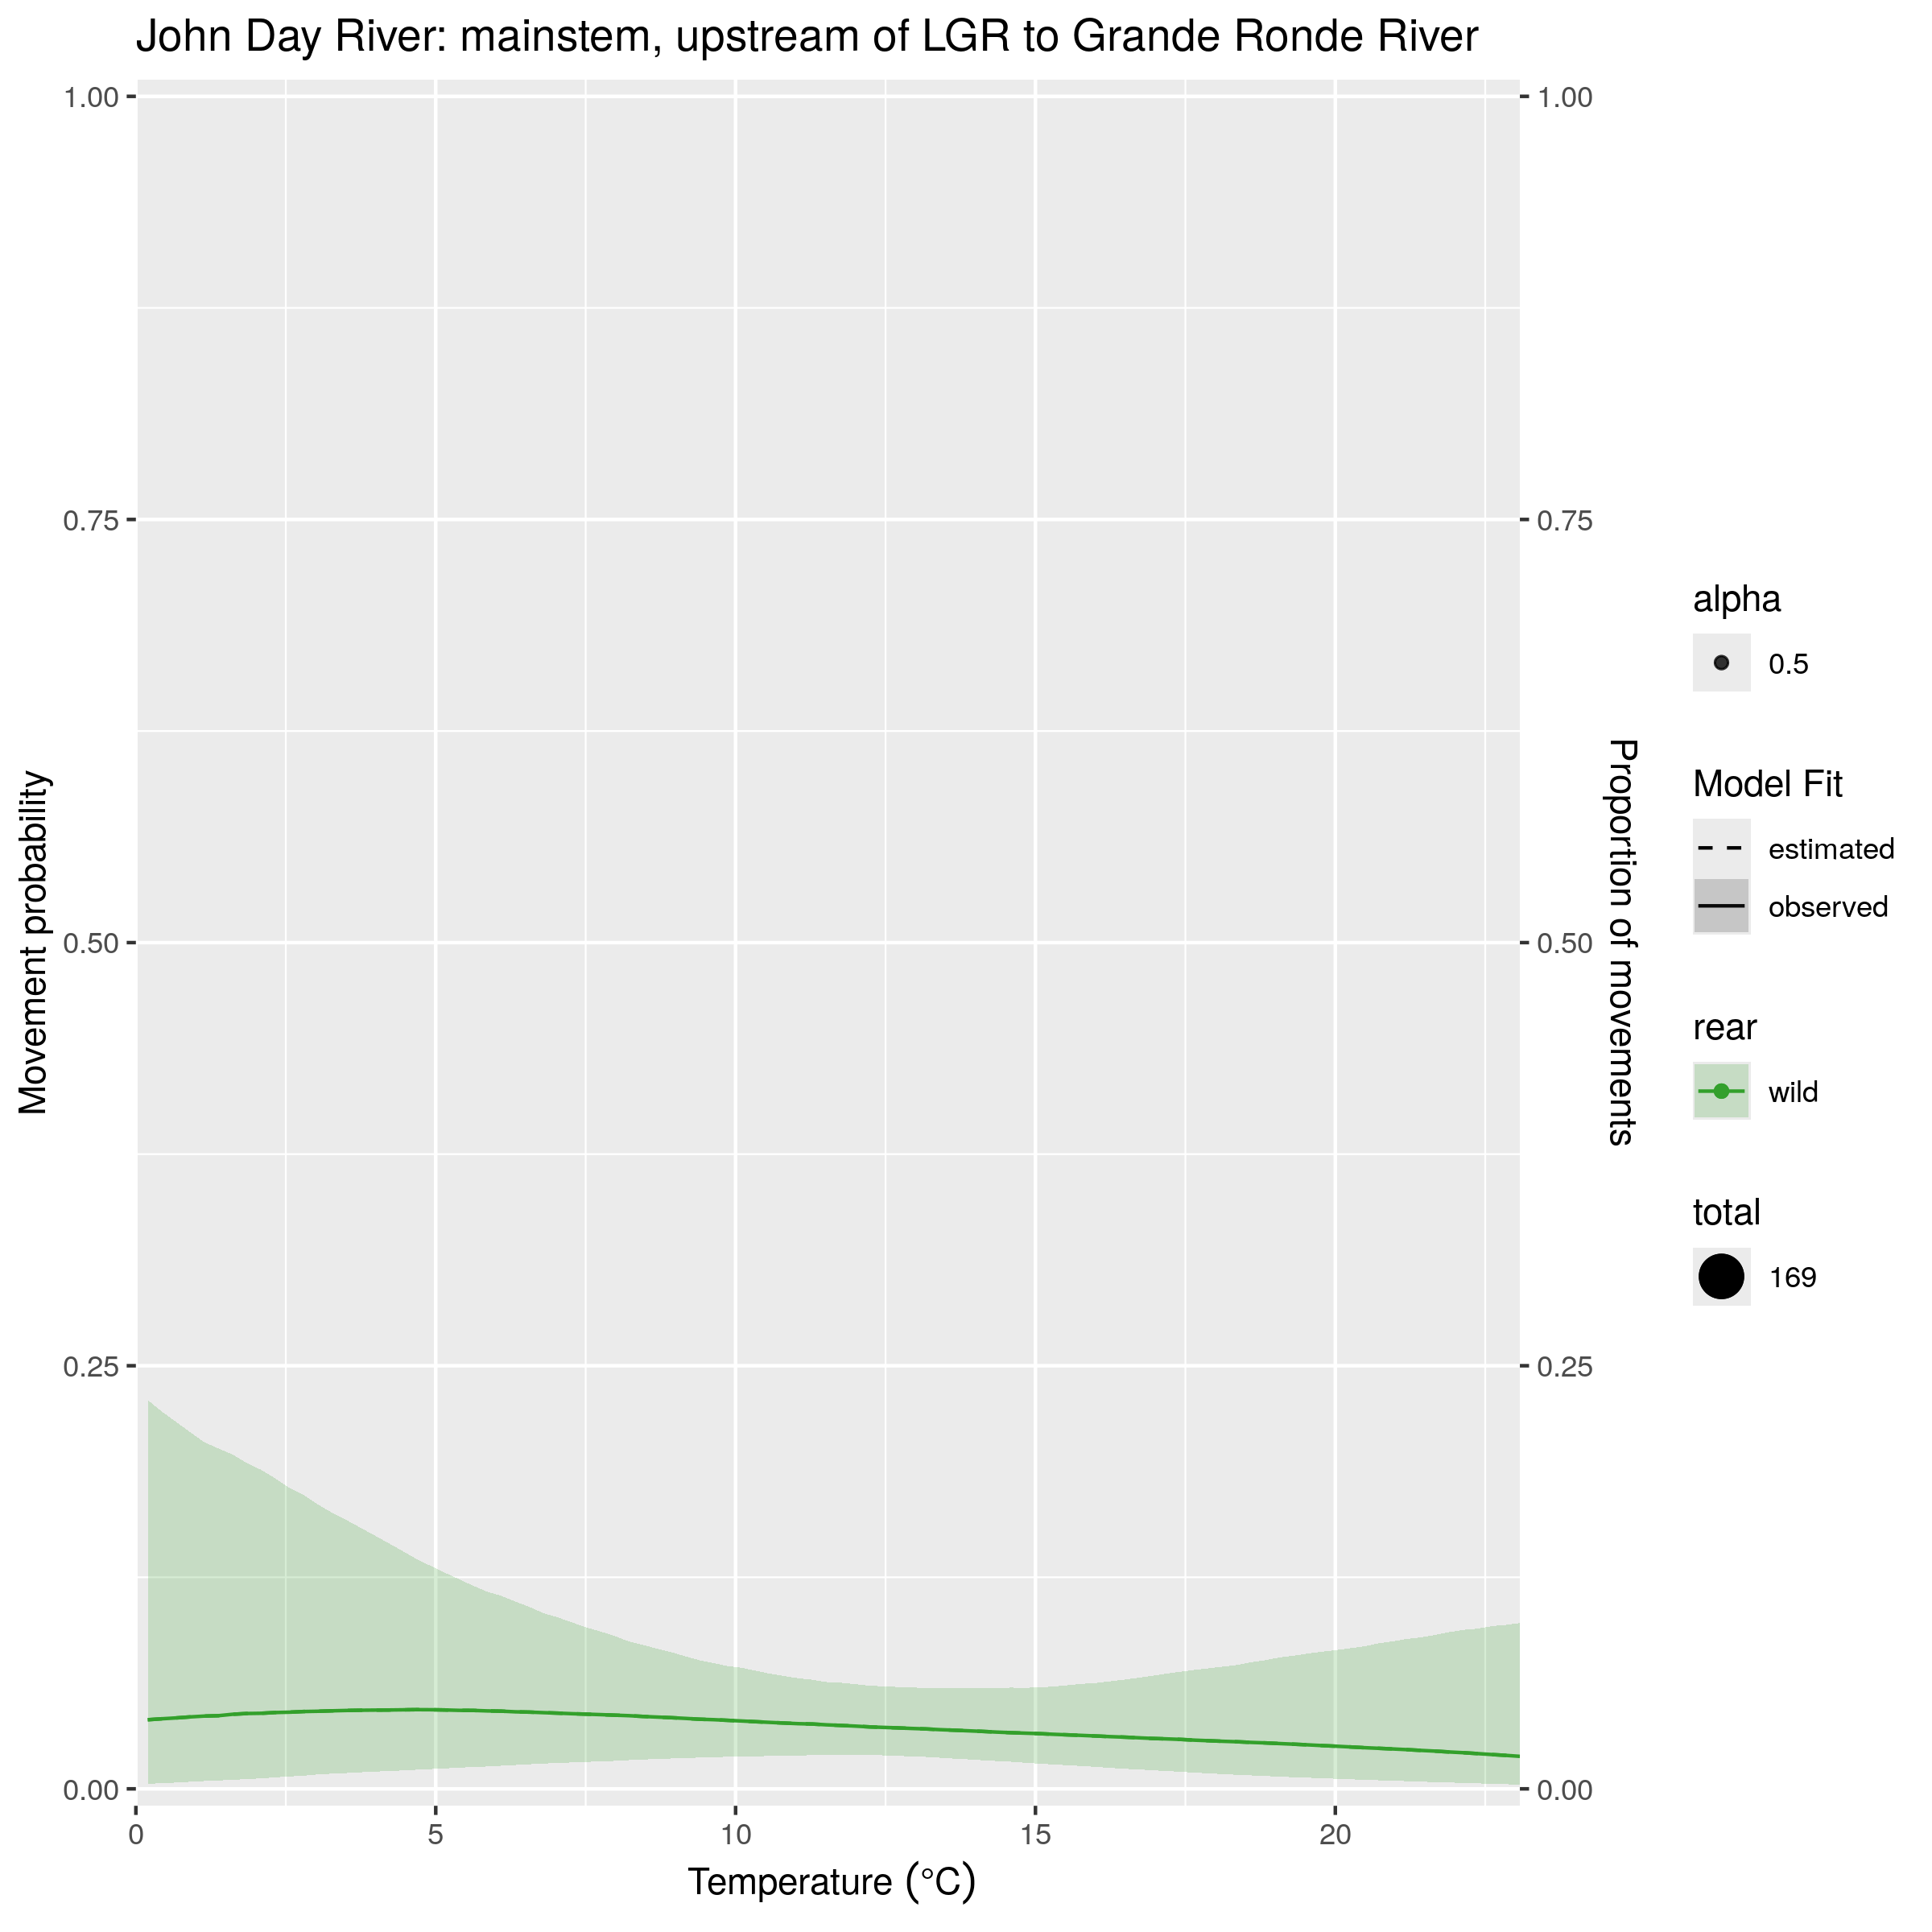 John Day River: mainstem, upstream of LGR to Grande Ronde River
1.00
0.75
0.50
0.25
0.00
Movement probability
0
5
10
15
20
Temperature (°C)
1.00
0.75
0.50
0.25
0.00
Proportion of movements
alpha
0.5
Model Fit
estimated
observed
rear
wild
total
169